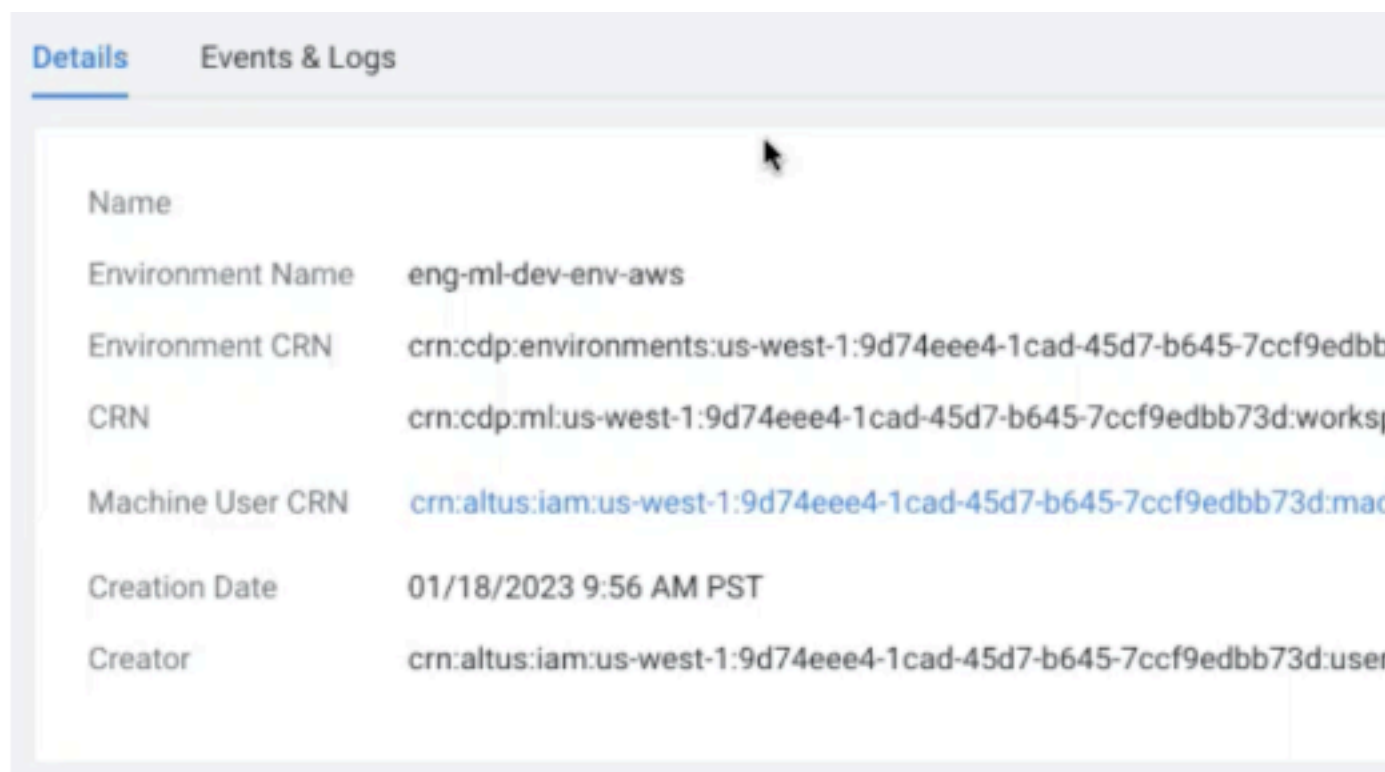 Details Events & Logs
Name
Environment Name eng-ml-dev-env-aws
Environment CRN crn:cdp:environments:us-west-1:9d74eee4-1cad-45d7-b645-7ccf9edbb
CRN crn:cdp:ml:us-west-1:9d74eee4-1cad-45d7-b645-7ccf9edbb73d:worksp
Machine User CRN crn:altus:iam:us-west-1:9d74eee4-1cad-45d7-b645-7ccf9edbb73d:mac
Creation Date 01/18/2023 9:56 AM PST
Creator crn:altus:iam:us-west-1:9d74eee4-1cad-45d7-b645-7ccf9edbb73d:user